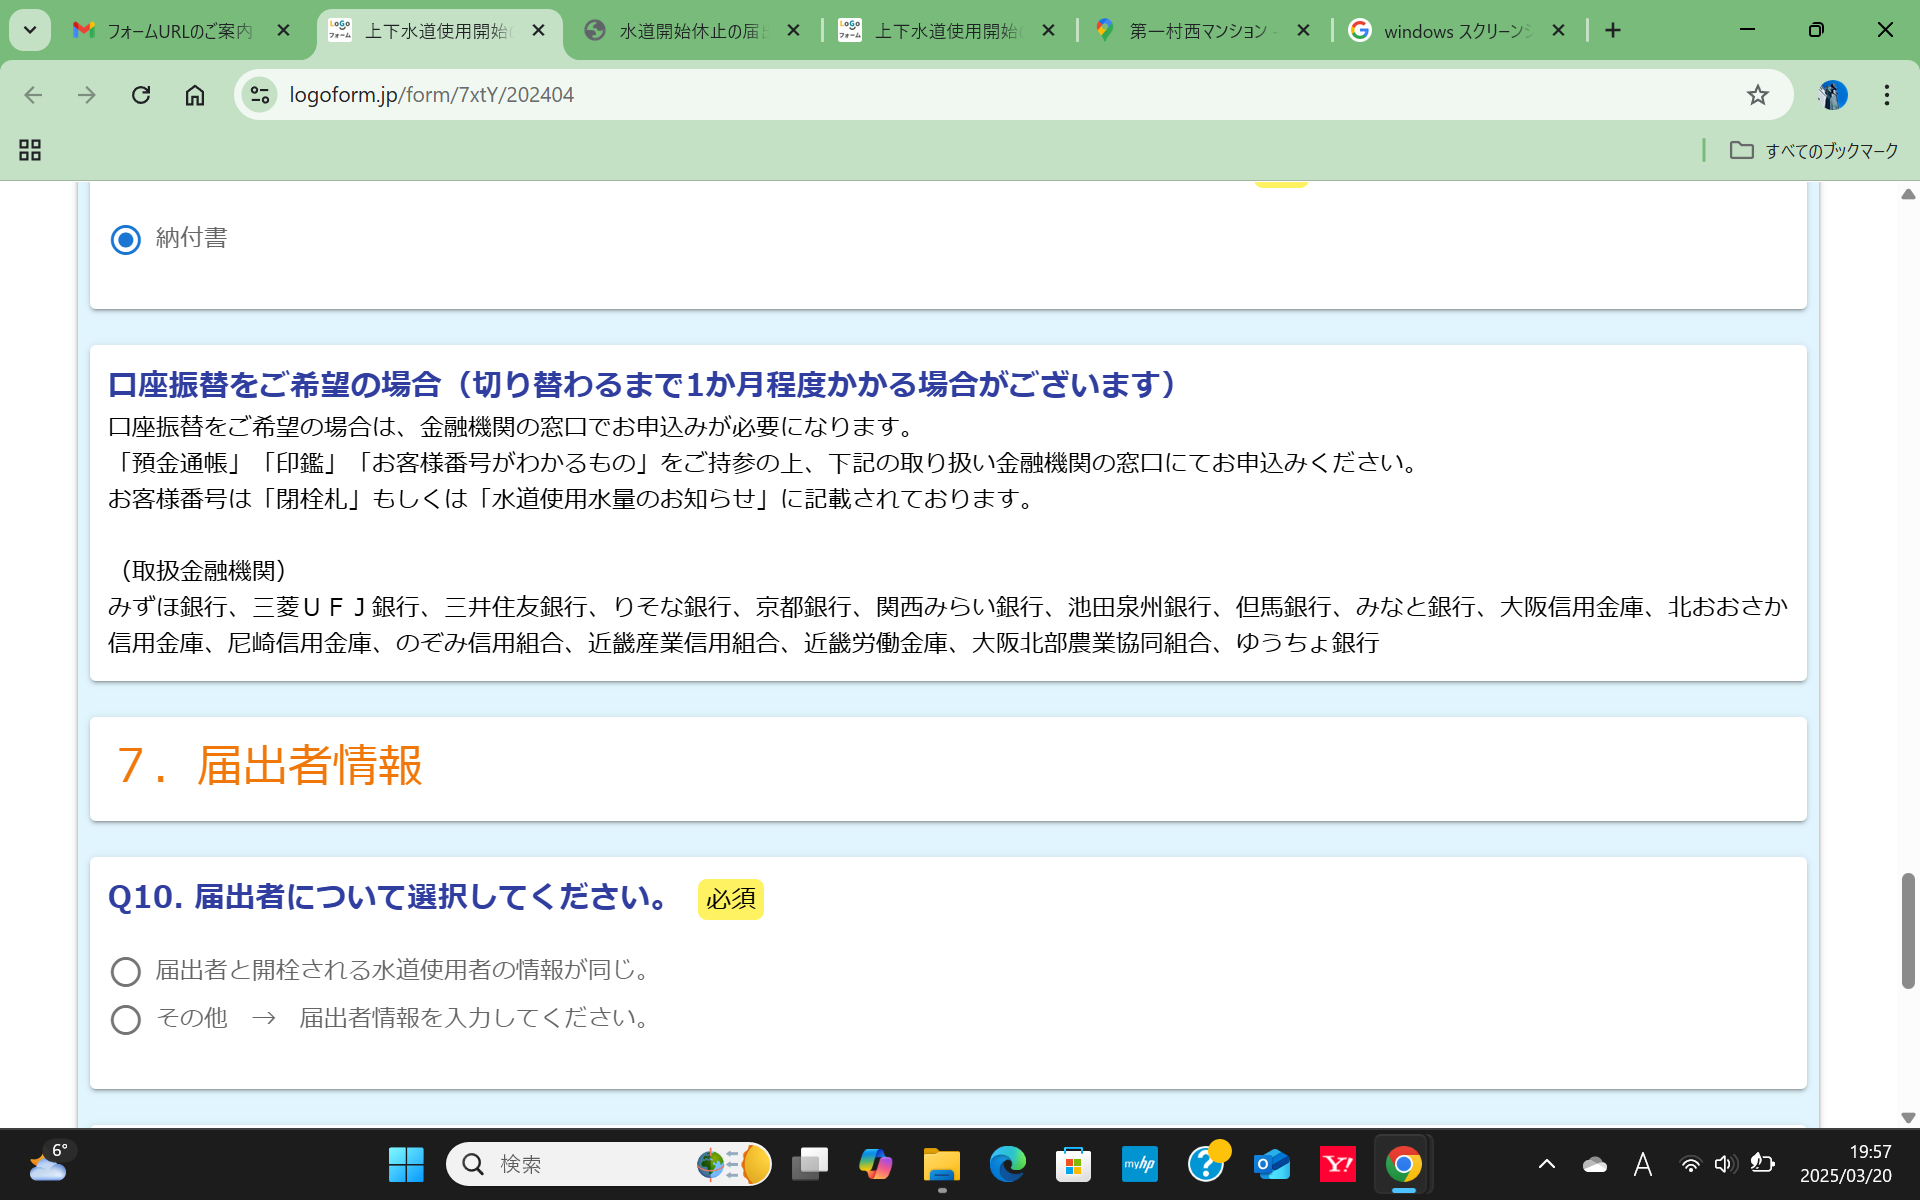 フォームURLのご案内
上下水道使用開始
水道開始休止の届
上下水道使用開始
第一村西マンション -
windows スクリーンシ
logoform.jp/form/7xtY/202404
すべてのブックマーク
納付書
口座振替をご希望の場合（切り替わるまで1か月程度かかる場合がございます）
口座振替をご希望の場合は、金融機関の窓口でお申込みが必要になります。
「預金通帳」「印鑑」「お客様番号がわかるもの」をご持参の上、下記の取り扱い金融機関の窓口にてお申込みください。
お客様番号は「閉栓札」もしくは「水道使用水量のお知らせ」に記載されております。
（取扱金融機関）
みずほ銀行、三菱ＵＦＪ銀行、三井住友銀行、りそな銀行、京都銀行、関西みらい銀行、池田泉州銀行、但馬銀行、みなと銀行、大阪信用金庫、北おおさか
信用金庫、尼崎信用金庫、のぞみ信用組合、近畿産業信用組合、近畿労働金庫、大阪北部農業協同組合、ゆうちょ銀行
７．届出者情報
Q10. 届出者について選択してください。 必須
届出者と開栓される水道使用者の情報が同じ。
その他　→　届出者情報を入力してください。
6°
検索
myhp
Y!
A
19:57
2025/03/20